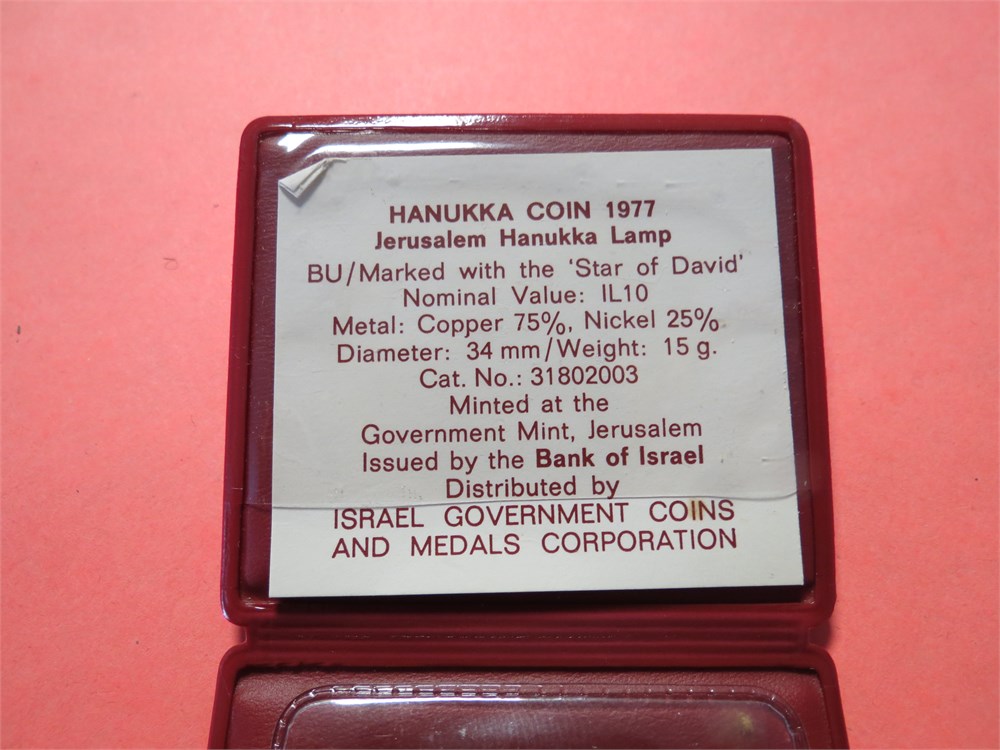 HANUKKA COIN 1977
Jerusalem Hanukka Lamp
BU/Marked with the 'Star of David'
Nominal Value: IL10
Metal: Copper 75%, Nickel 25%
Diameter: 34 mm/Weight: 15 g.
Cat. No.: 31802003
Minted at the
Government Mint, Jerusalem
Issued by the Bank of Israel
Distributed by
ISRAEL GOVERNMENT COINS
AND MEDALS CORPORATION